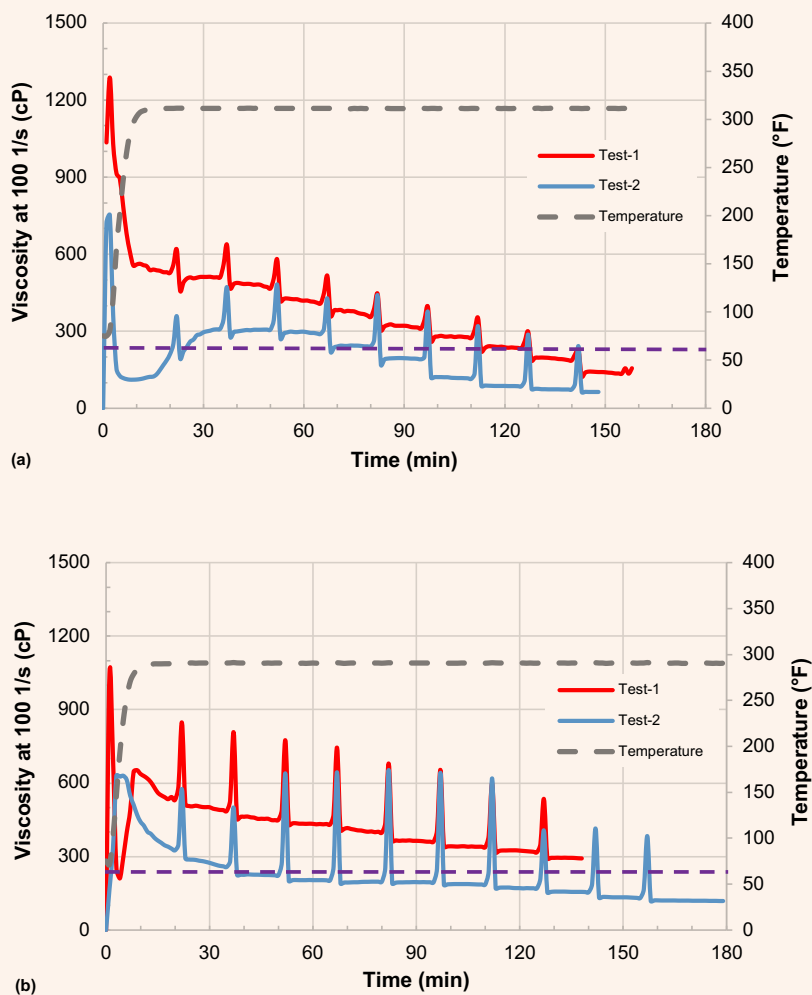 1500
1200
900
600
300
0
Viscosity at 100 1/s (cP)
400
350
300
250
200
150
100
50
0
Temperature (°F)
Test-1
Test-2
Temperature
0 30 60 90 120 150 180
Time (min)
(a)
1500
1200
900
600
300
0
Viscosity at 100 1/s (cP)
400
350
300
250
200
150
100
50
0
Temperature (°F)
Test-1
Test-2
Temperature
0 30 60 90 120 150 180
Time (min)
(b)